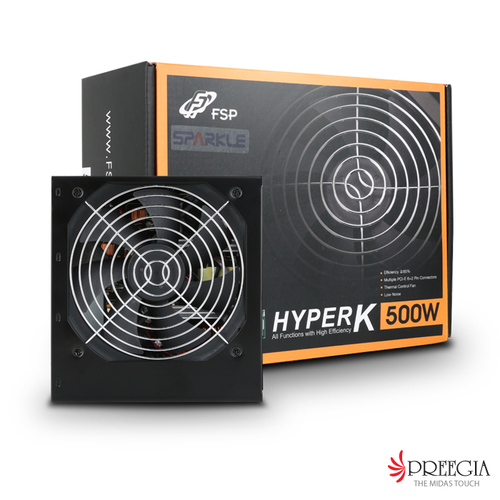 FSP
SPARKLE
www.FS
Efficiency ≥80%
Multiple PCI-E 6+2 Pin Connectors
Thermal Control Fan
Low Noise
HYPER K 500W
All Functions with High Efficiency
PREEGIA
THE MIDAS TOUCH